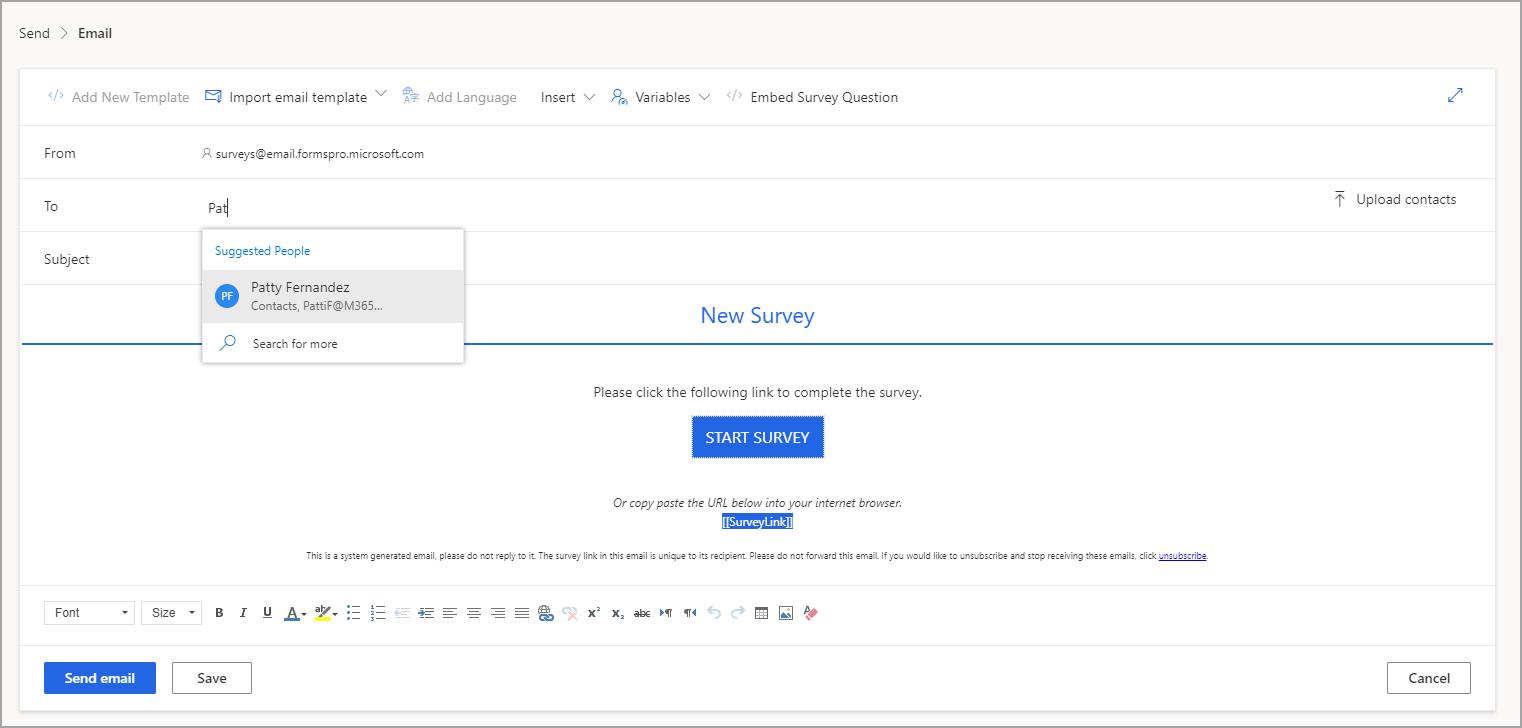 Send > Email
Add New Template Import email template Add Language Insert Variables Embed Survey Question
From surveys@email.formspro.microsoft.com
To Pat Upload contacts
Suggested People
Subject
PF Patty Fernandez
Contacts, PattiF@M365...
Search for more
New Survey
Please click the following link to complete the survey.
START SURVEY
Or copy paste the URL below into your internet browser.
[[SurveyLink]]
This is a system generated email, please do not reply to it. The survey link in this email is unique to its recipient. Please do not forward this email. If you would like to unsubscribe and stop receiving these emails, click unsubscribe.
Font Size B I U A ab x² x₂ abc
Send email Save Cancel